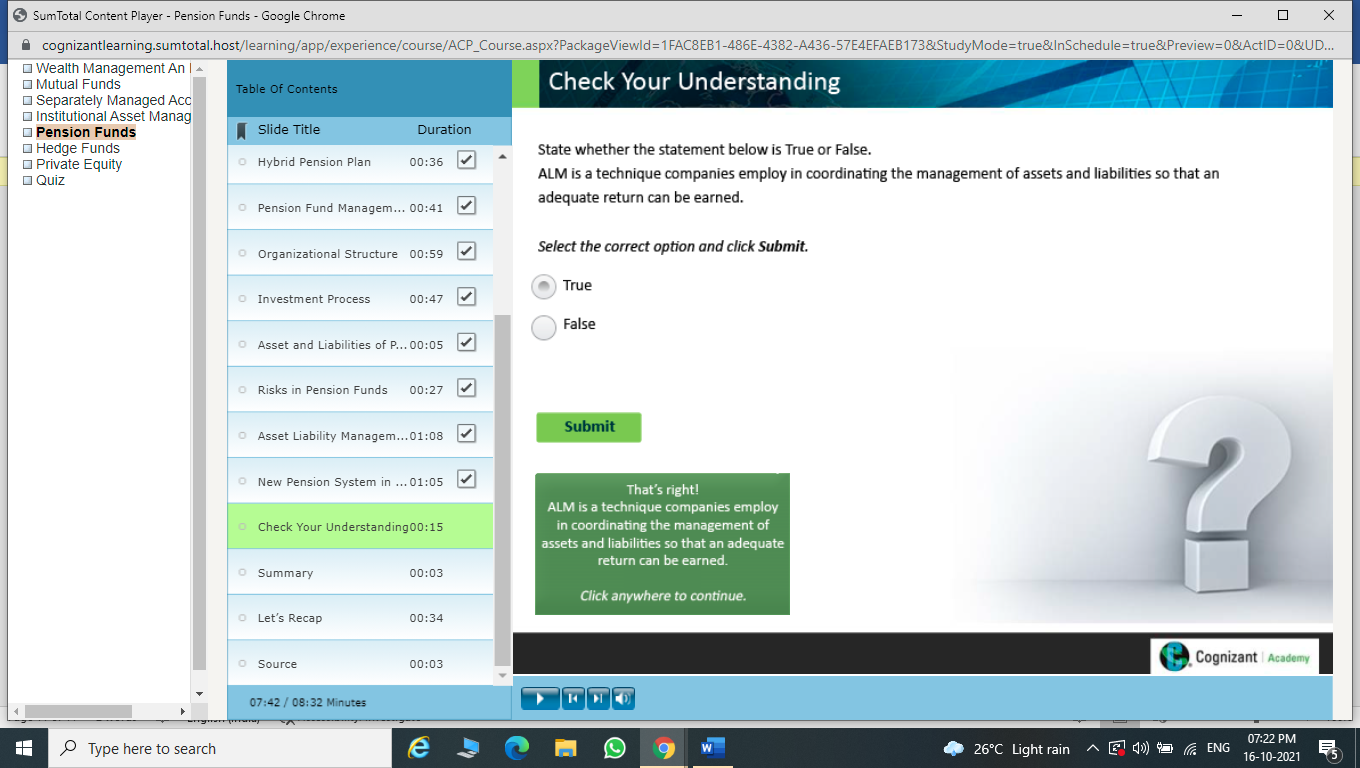 SumTotal Content Player - Pension Funds - Google Chrome
cognizantlearning.sumtotal.host/learning/app/experience/course/ACP_Course.aspx?PackageViewId=1FAC8EB1-486E-4382-A436-57E4EFAEB173&StudyMode=true&InSchedule=true&Preview=0&ActID=0&UD...
Wealth Management An
Mutual Funds
Separately Managed Acc
Institutional Asset Manag
Pension Funds
Hedge Funds
Private Equity
Quiz
Table Of Contents
Slide Title Duration
Hybrid Pension Plan 00:36
Pension Fund Managem... 00:41
Organizational Structure 00:59
Investment Process 00:47
Asset and Liabilities of P... 00:05
Risks in Pension Funds 00:27
Asset Liability Managem... 01:08
New Pension System in ... 01:05
Check Your Understanding 00:15
Summary 00:03
Let's Recap 00:34
Source 00:03
07:42 / 08:32 Minutes
Check Your Understanding
State whether the statement below is True or False.
ALM is a technique companies employ in coordinating the management of assets and liabilities so that an
adequate return can be earned.
Select the correct option and click Submit.
True
False
Submit
That's right!
ALM is a technique companies employ
in coordinating the management of
assets and liabilities so that an adequate
return can be earned.
Click anywhere to continue.
Cognizant | Academy
Type here to search
26°C Light rain
ENG
07:22 PM
16-10-2021
5